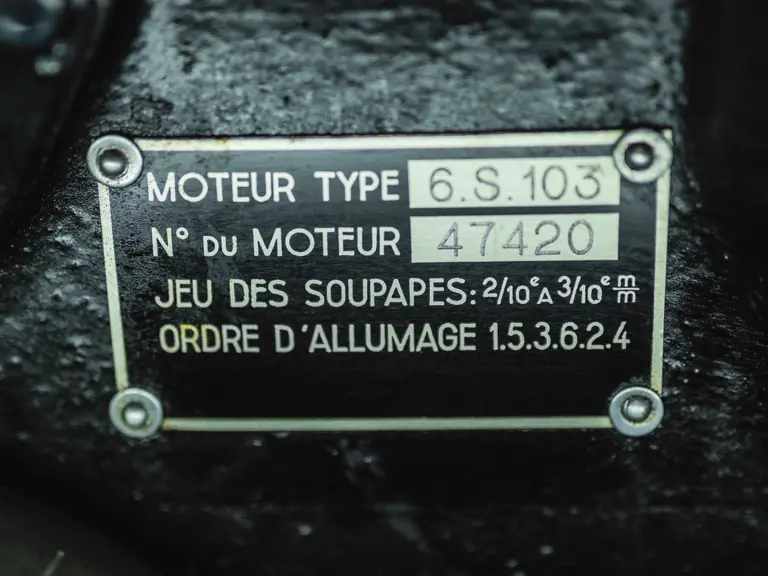 MOTEUR TYPE 6.S.103
N° DU MOTEUR 47420
JEU DES SOUPAPES: 2/10e A 3/10e m/m
ORDRE D'ALLUMAGE 1.5.3.6.2.4